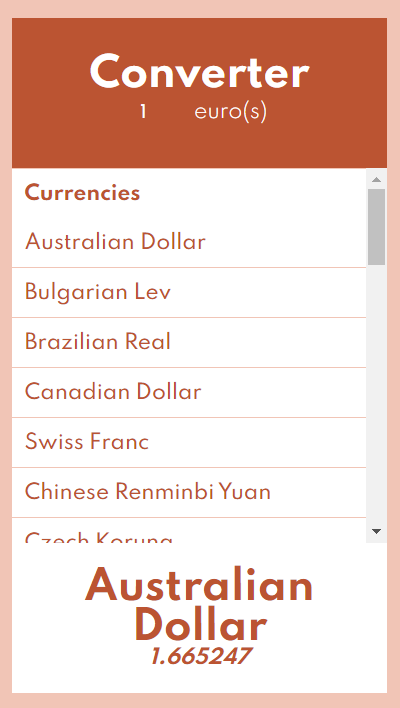 Converter
1 euro(s)
Currencies
Australian Dollar
Bulgarian Lev
Brazilian Real
Canadian Dollar
Swiss Franc
Chinese Renminbi Yuan
Czech Koruna
Australian
Dollar
1.665247